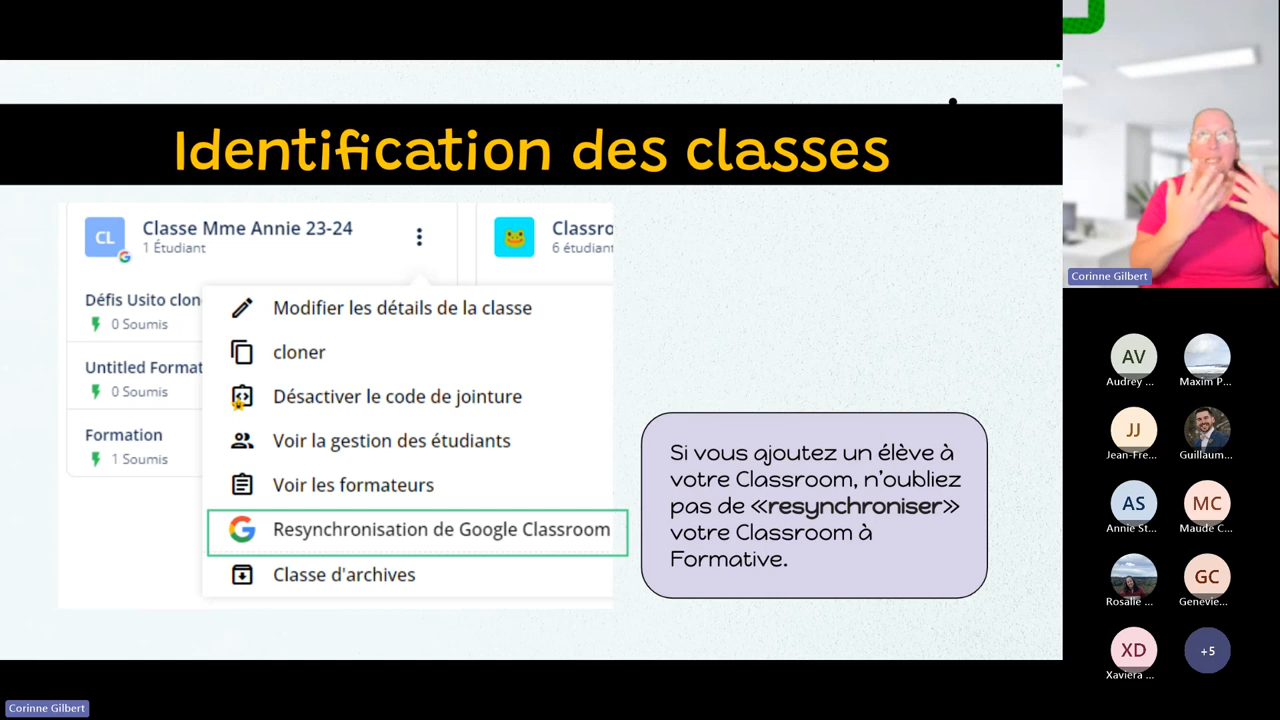 Identification des classes
CL
Classe Mme Annie 23-24
1 Étudiant
Classro
6 étudiant
Défis Usito clon
0 Soumis
Untitled Format
0 Soumis
Formation
1 Soumis
Modifier les détails de la classe
cloner
Désactiver le code de jointure
Voir la gestion des étudiants
Voir les formateurs
Resynchronisation de Google Classroom
Classe d'archives
Si vous ajoutez un élève à
votre Classroom, n'oubliez
pas de «resynchroniser»
votre Classroom à
Formative.
Corinne Gilbert
AV
Audrey ...
Maxim P...
JJ
Jean-Fre...
Guillaum...
AS
Annie St...
MC
Maude C...
Rosalie ...
GC
Genevie...
XD
Xaviera ...
+5
Corinne Gilbert